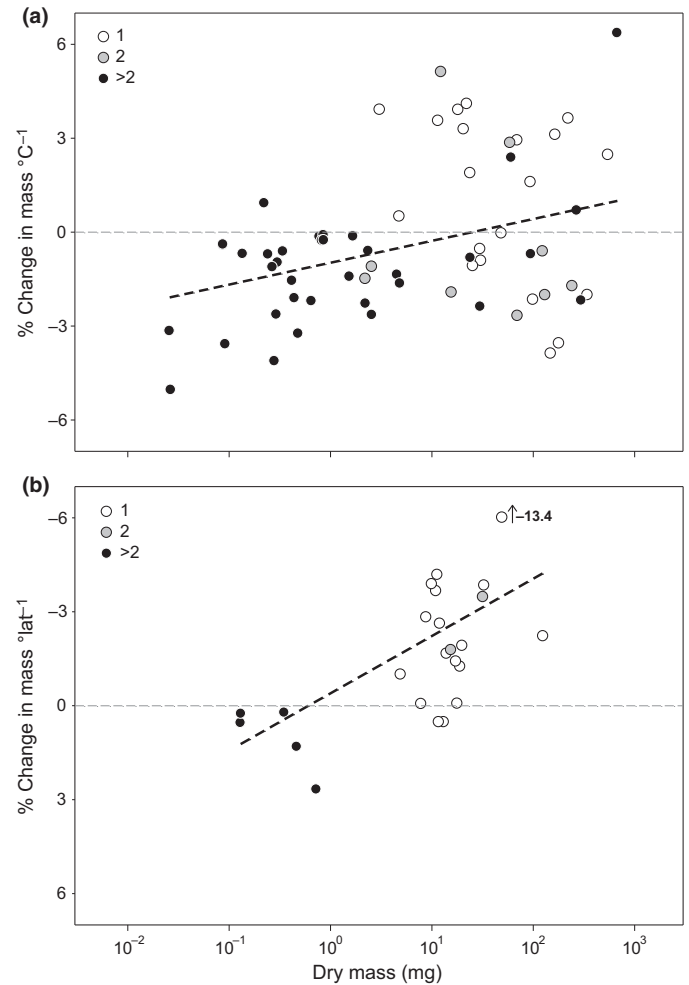 (a)
6
3
0
–3
–6
1
2
>2
% Change in mass °C⁻¹
(b)
–6
–3
0
3
6
1
2
>2
–13.4
% Change in mass °lat⁻¹
10⁻² 10⁻¹ 10⁰ 10¹ 10² 10³
Dry mass (mg)